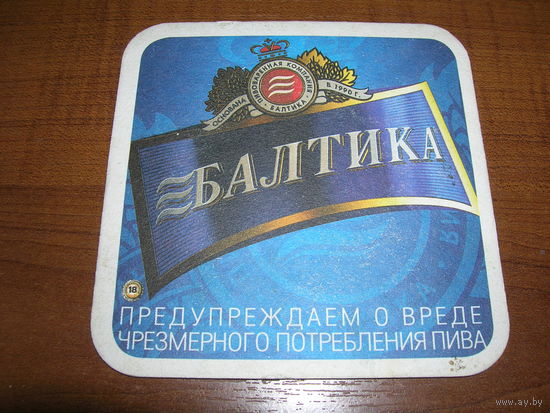 ПИВОВАРЕННАЯ КОМПАНИЯ
БАЛТИКА
ОСНОВАНА В 1990 Г.
БАЛТИКА
18
ПРЕДУПРЕЖДАЕМ О ВРЕДЕ
ЧРЕЗМЕРНОГО ПОТРЕБЛЕНИЯ ПИВА
www.ay.by